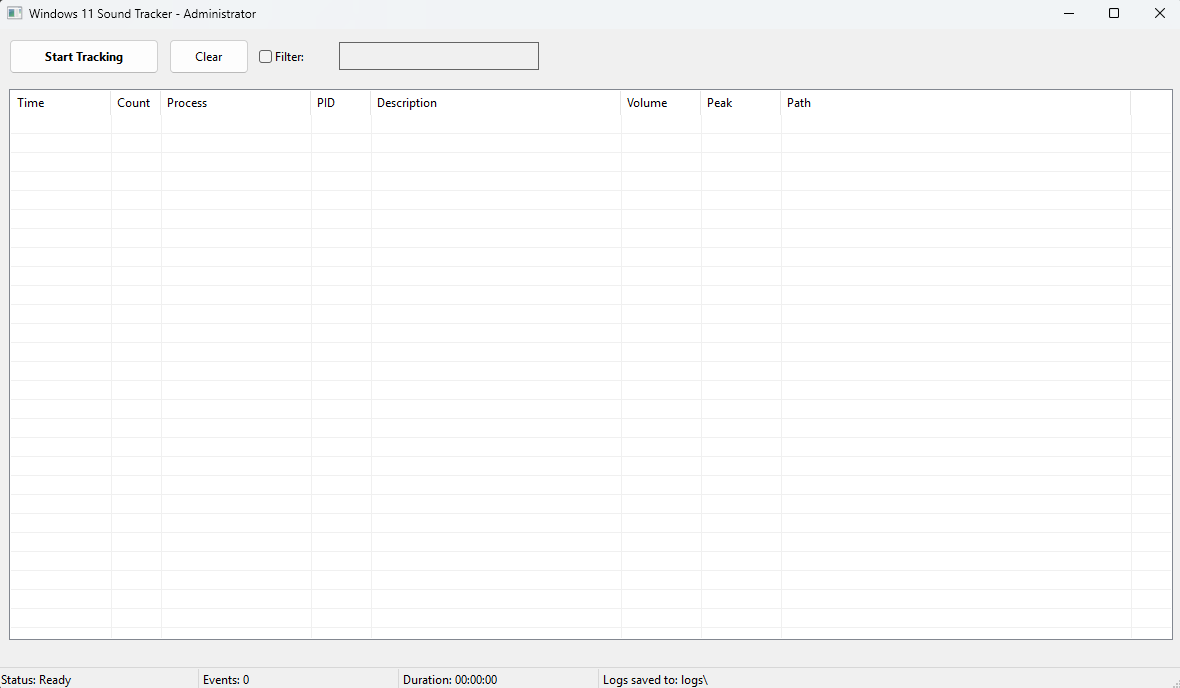 Windows 11 Sound Tracker - Administrator
Start Tracking Clear Filter:
Time Count Process PID Description Volume Peak Path
Status: Ready Events: 0 Duration: 00:00:00 Logs saved to: logs\